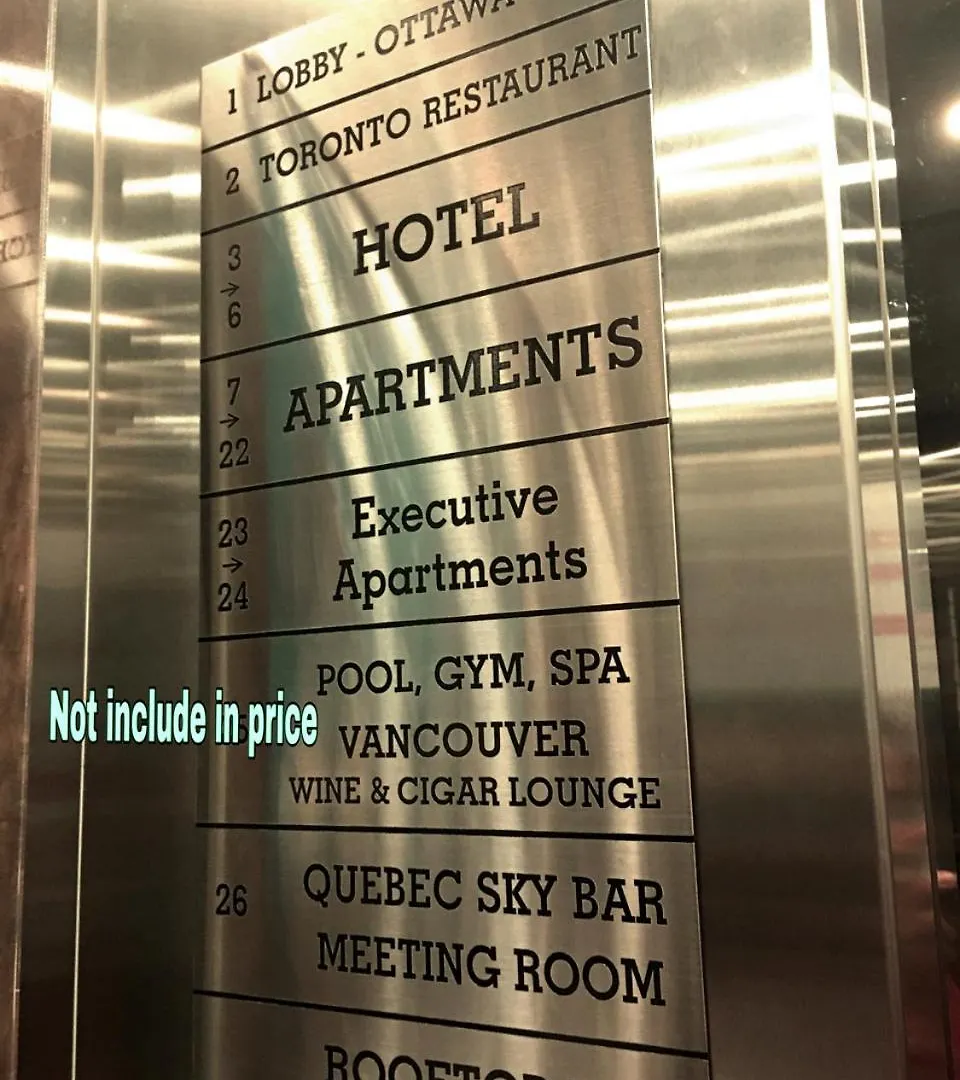 1 LOBBY - OTTAWA
2 TORONTO RESTAURANT
3 → 6 HOTEL
7 → 22 APARTMENTS
23 → 24 Executive
Apartments
POOL, GYM, SPA
Not include in price
VANCOUVER
WINE & CIGAR LOUNGE
26 QUEBEC SKY BAR
MEETING ROOM